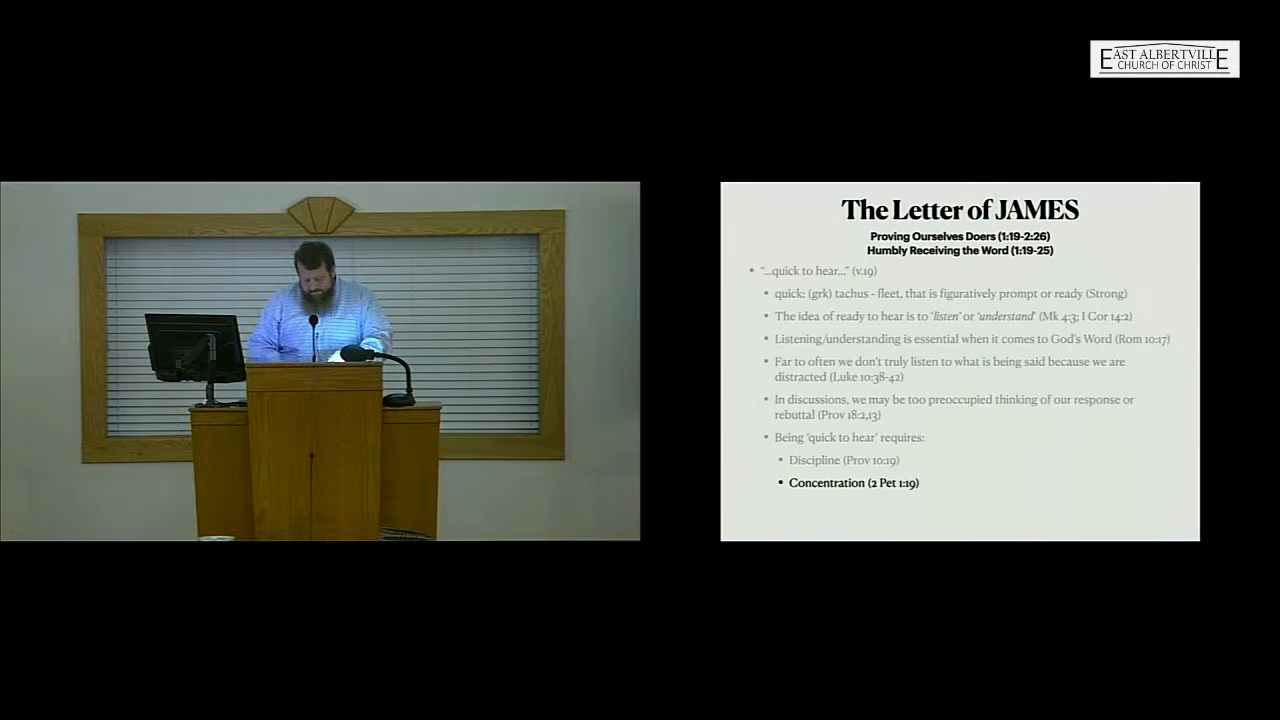 EAST ALBERTVILLE
CHURCH OF CHRIST
The Letter of JAMES
Proving Ourselves Doers (1:19-2:26)
Humbly Receiving the Word (1:19-25)
• “...quick to hear...” (v.19)
• quick: (grk) tachus - fleet, that is figuratively prompt or ready (Strong)
• The idea of ready to hear is to ‘listen’ or ‘understand’ (Mk 4:3; I Cor 14:2)
• Listening/understanding is essential when it comes to God’s Word (Rom 10:17)
• Far to often we don’t truly listen to what is being said because we are
distracted (Luke 10:38-42)
• In discussions, we may be too preoccupied thinking of our response or
rebuttal (Prov 18:2,13)
• Being ‘quick to hear’ requires:
• Discipline (Prov 10:19)
• Concentration (2 Pet 1:19)